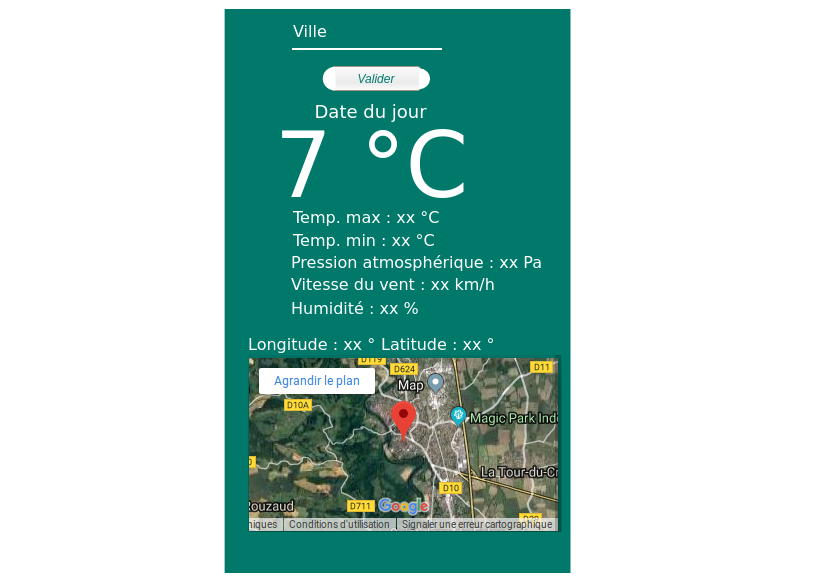 Ville
Valider
Date du jour
7 °C
Temp. max : xx °C
Temp. min : xx °C
Pression atmosphérique : xx Pa
Vitesse du vent : xx km/h
Humidité : xx %
Longitude : xx ° Latitude : xx °
D119
D624
D11
Agrandir le plan
Map
D10A
Magic Park Ind
La Tour-du-Cr
D10
Rouzaud
D711
Google
niques
Conditions d'utilisation
Signaler une erreur cartographique